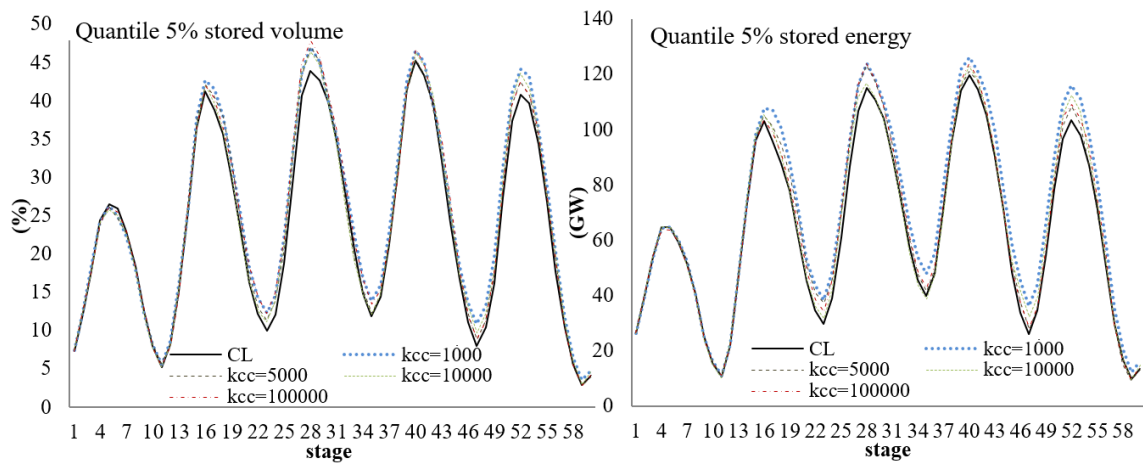 Quantile 5% stored volume
50
45
40
35
30
25
20
15
10
5
0
(%)
CL
kcc=1000
kcc=5000
kcc=10000
kcc=100000
1 4 7 10 13 16 19 22 25 28 31 34 37 40 43 46 49 52 55 58
stage
Quantile 5% stored energy
140
120
100
80
60
40
20
0
(GW)
CL
kcc=1000
kcc=5000
kcc=10000
kcc=100000
1 4 7 10 13 16 19 22 25 28 31 34 37 40 43 46 49 52 55 58
stage